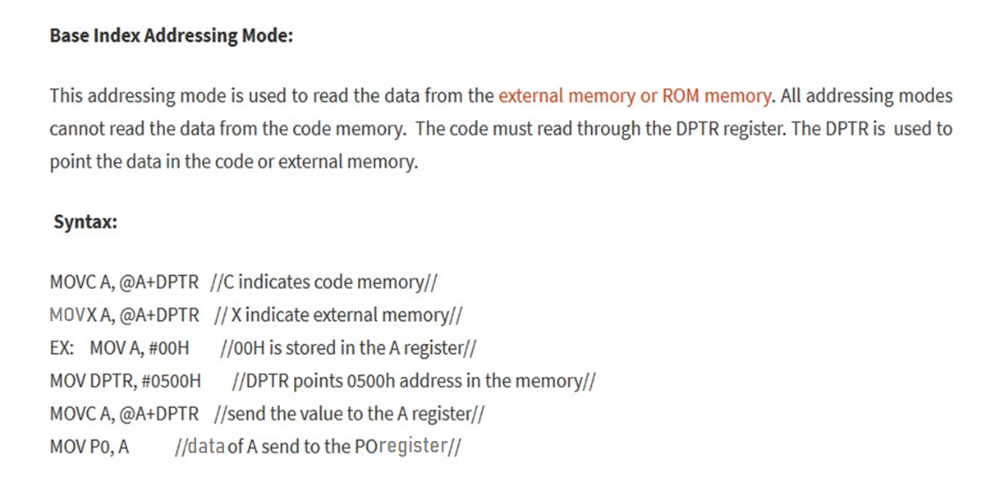 Base Index Addressing Mode:
This addressing mode is used to read the data from the external memory or ROM memory. All addressing modes
cannot read the data from the code memory. The code must read through the DPTR register. The DPTR is used to
point the data in the code or external memory.
Syntax:
MOVC A, @A+DPTR //C indicates code memory//
MOVX A, @A+DPTR // X indicate external memory//
EX: MOV A, #00H //00H is stored in the A register//
MOV DPTR, #0500H //DPTR points 0500h address in the memory//
MOVC A, @A+DPTR //send the value to the A register//
MOV P0, A //data of A send to the PO register//